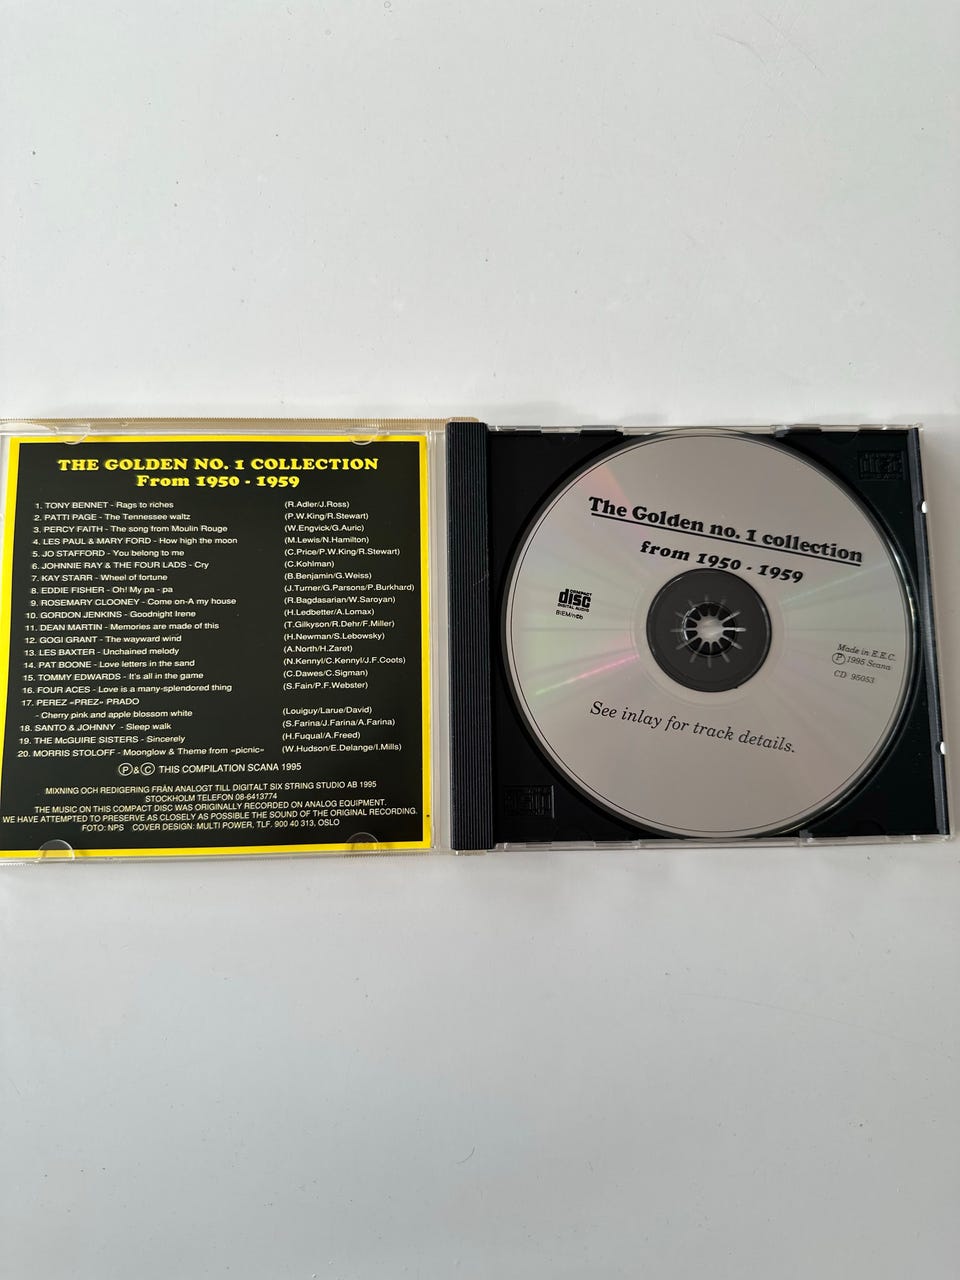 THE GOLDEN NO. 1 COLLECTION
From 1950 - 1959
1. TONY BENNET - Rags to riches (R.Adler/J.Ross)
2. PATTI PAGE - The Tennessee waltz (P.W.King/R.Stewart)
3. PERCY FAITH - The song from Moulin Rouge (W.Engvick/G.Auric)
4. LES PAUL & MARY FORD - How high the moon (M.Lewis/N.Hamilton)
5. JO STAFFORD - You belong to me (C.Price/P.W.King/R.Stewart)
6. JOHNNIE RAY & THE FOUR LADS - Cry (C.Kohlman)
7. KAY STARR - Wheel of fortune (B.Benjamin/G.Weiss)
8. EDDIE FISHER - Oh! My pa - pa (J.Turner/G.Parsons/P.Burkhard)
9. ROSEMARY CLOONEY - Come on-A my house (R.Bagdasarian/W.Saroyan)
10. GORDON JENKINS - Goodnight Irene (H.Ledbetter/A.Lomax)
11. DEAN MARTIN - Memories are made of this (T.Gilkyson/R.Dehr/F.Miller)
12. GOGI GRANT - The wayward wind (H.Newman/S.Lebowsky)
13. LES BAXTER - Unchained melody (A.North/H.Zaret)
14. PAT BOONE - Love letters in the sand (N.Kennyl/C.Kennyl/J.F.Coots)
15. TOMMY EDWARDS - It's all in the game (C.Dawes/C.Sigman)
16. FOUR ACES - Love is a many-splendored thing (S.Fain/P.F.Webster)
17. PEREZ «PREZ» PRADO
- Cherry pink and apple blossom white (Louiguy/Larue/David)
18. SANTO & JOHNNY - Sleep walk (S.Farina/J.Farina/A.Farina)
19. THE McGUIRE SISTERS - Sincerely (H.Fuqual/A.Freed)
20. MORRIS STOLOFF - Moonglow & Theme from «picnic» (W.Hudson/E.Delange/I.Mills)
Ⓟ&Ⓒ THIS COMPILATION SCANA 1995
MIXNING OCH REDIGERING FRÅN ANALOGT TILL DIGITALT SIX STRING STUDIO AB 1995
STOCKHOLM TELEFON 08-6413774
THE MUSIC ON THIS COMPACT DISC WAS ORIGINALLY RECORDED ON ANALOG EQUIPMENT.
WE HAVE ATTEMPTED TO PRESERVE AS CLOSELY AS POSSIBLE THE SOUND OF THE ORIGINAL RECORDING.
FOTO: NPS COVER DESIGN: MULTI POWER, TLF. 900 40 313, OSLO
The Golden no. 1 collection
from 1950 - 1959
COMPACT
disc
DIGITAL AUDIO
BIEM/ncb
Made in E.E.C.
Ⓟ 1995 Scana
CD 95053
See inlay for track details.